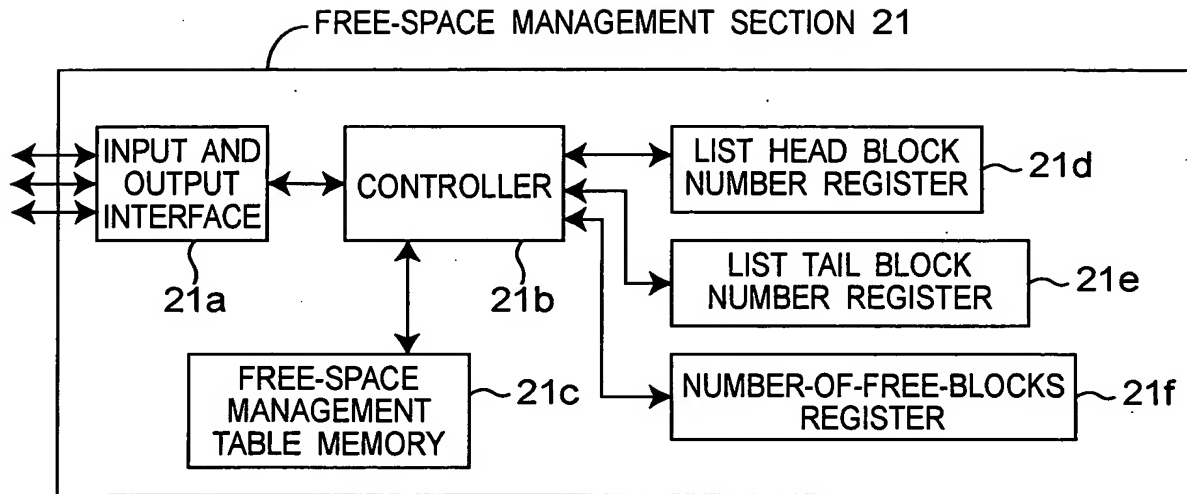 FREE-SPACE MANAGEMENT SECTION 21
INPUT AND
OUTPUT
INTERFACE
21a
CONTROLLER
21b
FREE-SPACE
MANAGEMENT
TABLE MEMORY
21c
LIST HEAD BLOCK
NUMBER REGISTER
21d
LIST TAIL BLOCK
NUMBER REGISTER
21e
NUMBER-OF-FREE-BLOCKS
REGISTER
21f